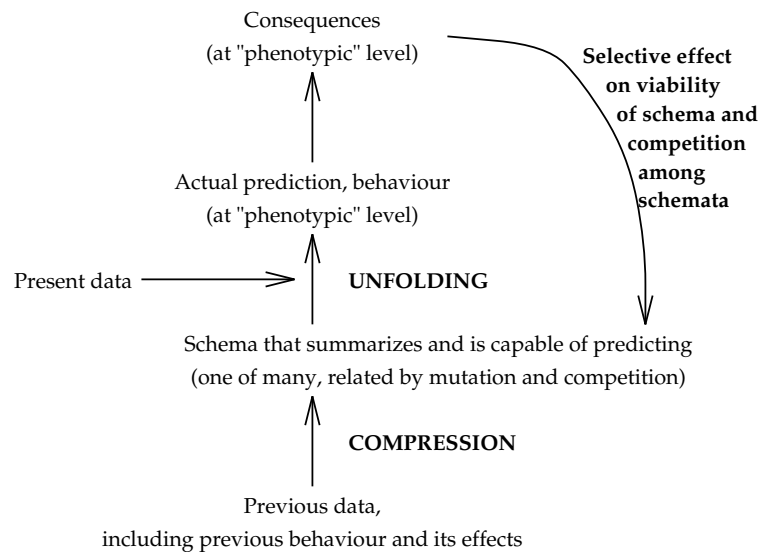 Consequences
(at "phenotypic" level)
Selective effect
on viability
of schema and
competition
among
schemata
Actual prediction, behaviour
(at "phenotypic" level)
Present data
UNFOLDING
Schema that summarizes and is capable of predicting
(one of many, related by mutation and competition)
COMPRESSION
Previous data,
including previous behaviour and its effects